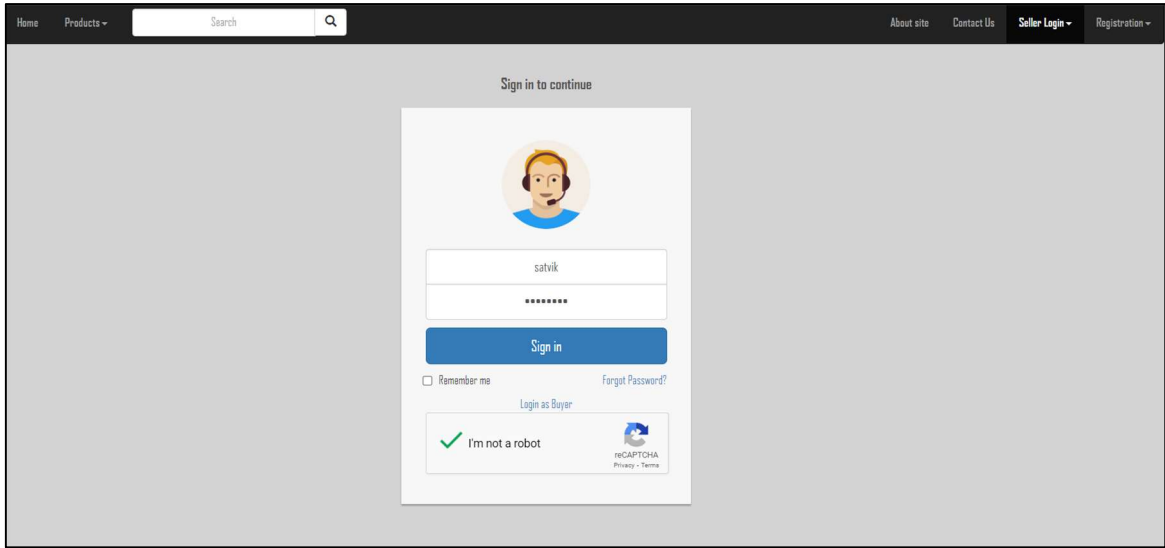 Home Products Search About site Contact Us Seller Login Registration
Sign in to continue
satvik
••••••••
Sign in
Remember me Forgot Password?
Login as Buyer
I'm not a robot
reCAPTCHA
Privacy - Terms